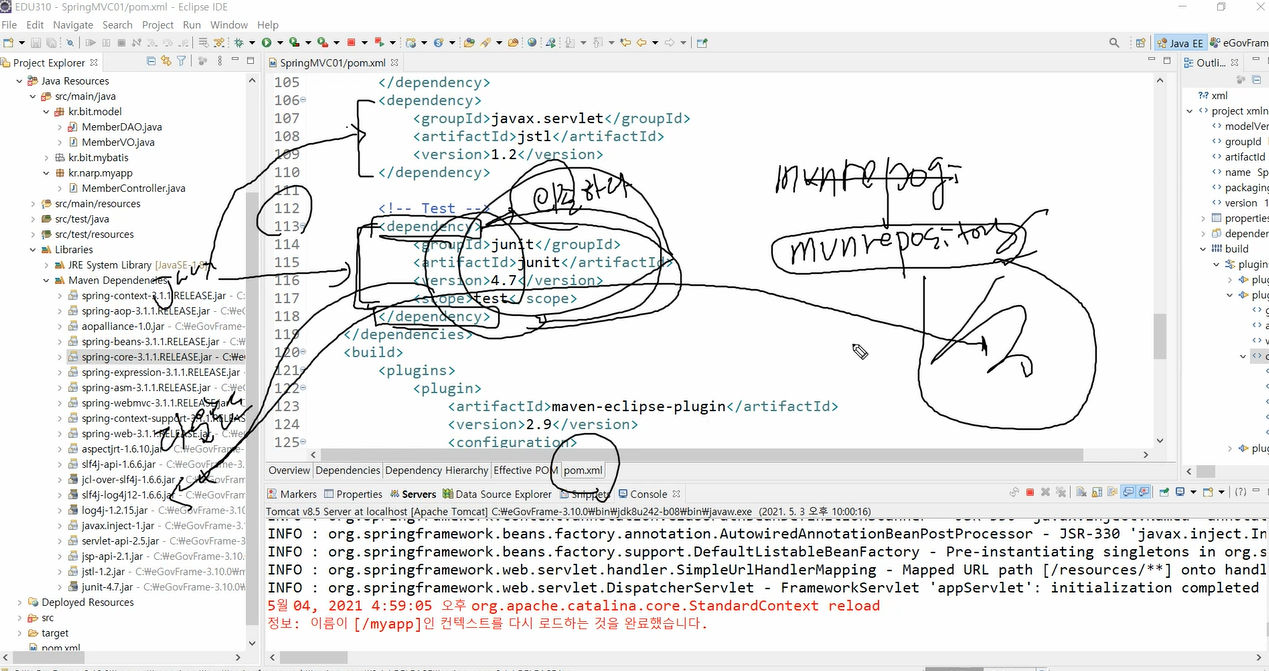 EDU310 - SpringMVC01/pom.xml - Eclipse IDE
File Edit Navigate Search Project Run Window Help
Java EE
eGovFram
Project Explorer
Java Resources
src/main/java
kr.bit.model
MemberDAO.java
MemberVO.java
kr.bit.mybatis
kr.narp.myapp
MemberController.java
src/main/resources
src/test/java
src/test/resources
Libraries
JRE System Library [JavaSE-1.8]
Maven Dependencies
spring-context-3.1.1.RELEASE.jar - C:
spring-aop-3.1.1.RELEASE.jar - C:₩e
aopalliance-1.0.jar - C:₩eGovFrame-
spring-beans-3.1.1.RELEASE.jar - C:₩
spring-core-3.1.1.RELEASE.jar - C:₩e
spring-expression-3.1.1.RELEASE.jar
spring-asm-3.1.1.RELEASE.jar - C:₩e
spring-webmvc-3.1.1.RELEASE.jar - C:
spring-context-support-3.1.1.RELEAS
spring-web-3.1.1.RELEASE.jar - C:₩e
aspectjrt-1.6.10.jar - C:₩eGovFrame-
slf4j-api-1.6.6.jar - C:₩eGovFrame-3.
jcl-over-slf4j-1.6.6.jar - C:₩eGovFram
slf4j-log4j12-1.6.6.jar - C:₩eGovFram
log4j-1.2.15.jar - C:₩eGovFrame-3.10
javax.inject-1.jar - C:₩eGovFrame-3.1
servlet-api-2.5.jar - C:₩eGovFrame-3.
jsp-api-2.1.jar - C:₩eGovFrame-3.10.
jstl-1.2.jar - C:₩eGovFrame-3.10.0₩
junit-4.7.jar - C:₩eGovFrame-3.10.0₩
Deployed Resources
src
target
pom.xml
SpringMVC01/pom.xml
105 </dependency>
106 <dependency>
107 <groupId>javax.servlet</groupId>
108 <artifactId>jstl</artifactId>
109 <version>1.2</version>
110 </dependency>
111
112 <!-- Test -->
113 <dependency>
114 <groupId>junit</groupId>
115 <artifactId>junit</artifactId>
116 <version>4.7</version>
117 <scope>test</scope>
118 </dependency>
119 </dependencies>
120 <build>
121 <plugins>
122 <plugin>
123 <artifactId>maven-eclipse-plugin</artifactId>
124 <version>2.9</version>
125 <configuration>
mvnrepogi
mvnrepository
Overview Dependencies Dependency Hierarchy Effective POM pom.xml
Outli...
xml
project xmln
modelVer
groupId
artifactId
name Sp
packaging
version 1
properties
depender
build
plugins
plug
plug
g
a
v
c
plug
Markers Properties Servers Data Source Explorer Snippets Console
Tomcat v8.5 Server at localhost [Apache Tomcat] C:₩eGovFrame-3.10.0₩bin₩jdk8u242-b08₩bin₩javaw.exe (2021. 5. 3 오후 10:00:16)
INFO : org.springframework.beans.factory.support.DefaultListableBeanFactory - Pre-instantiating singletons in org.s
INFO : org.springframework.web.servlet.handler.SimpleUrlHandlerMapping - Mapped URL path [/resources/**] onto handl
INFO : org.springframework.web.servlet.DispatcherServlet - FrameworkServlet 'appServlet': initialization completed
5월 04, 2021 4:59:05 오후 org.apache.catalina.core.StandardContext reload
정보: 이름이 [/myapp]인 컨텍스트를 다시 로드하는 것을 완료했습니다.